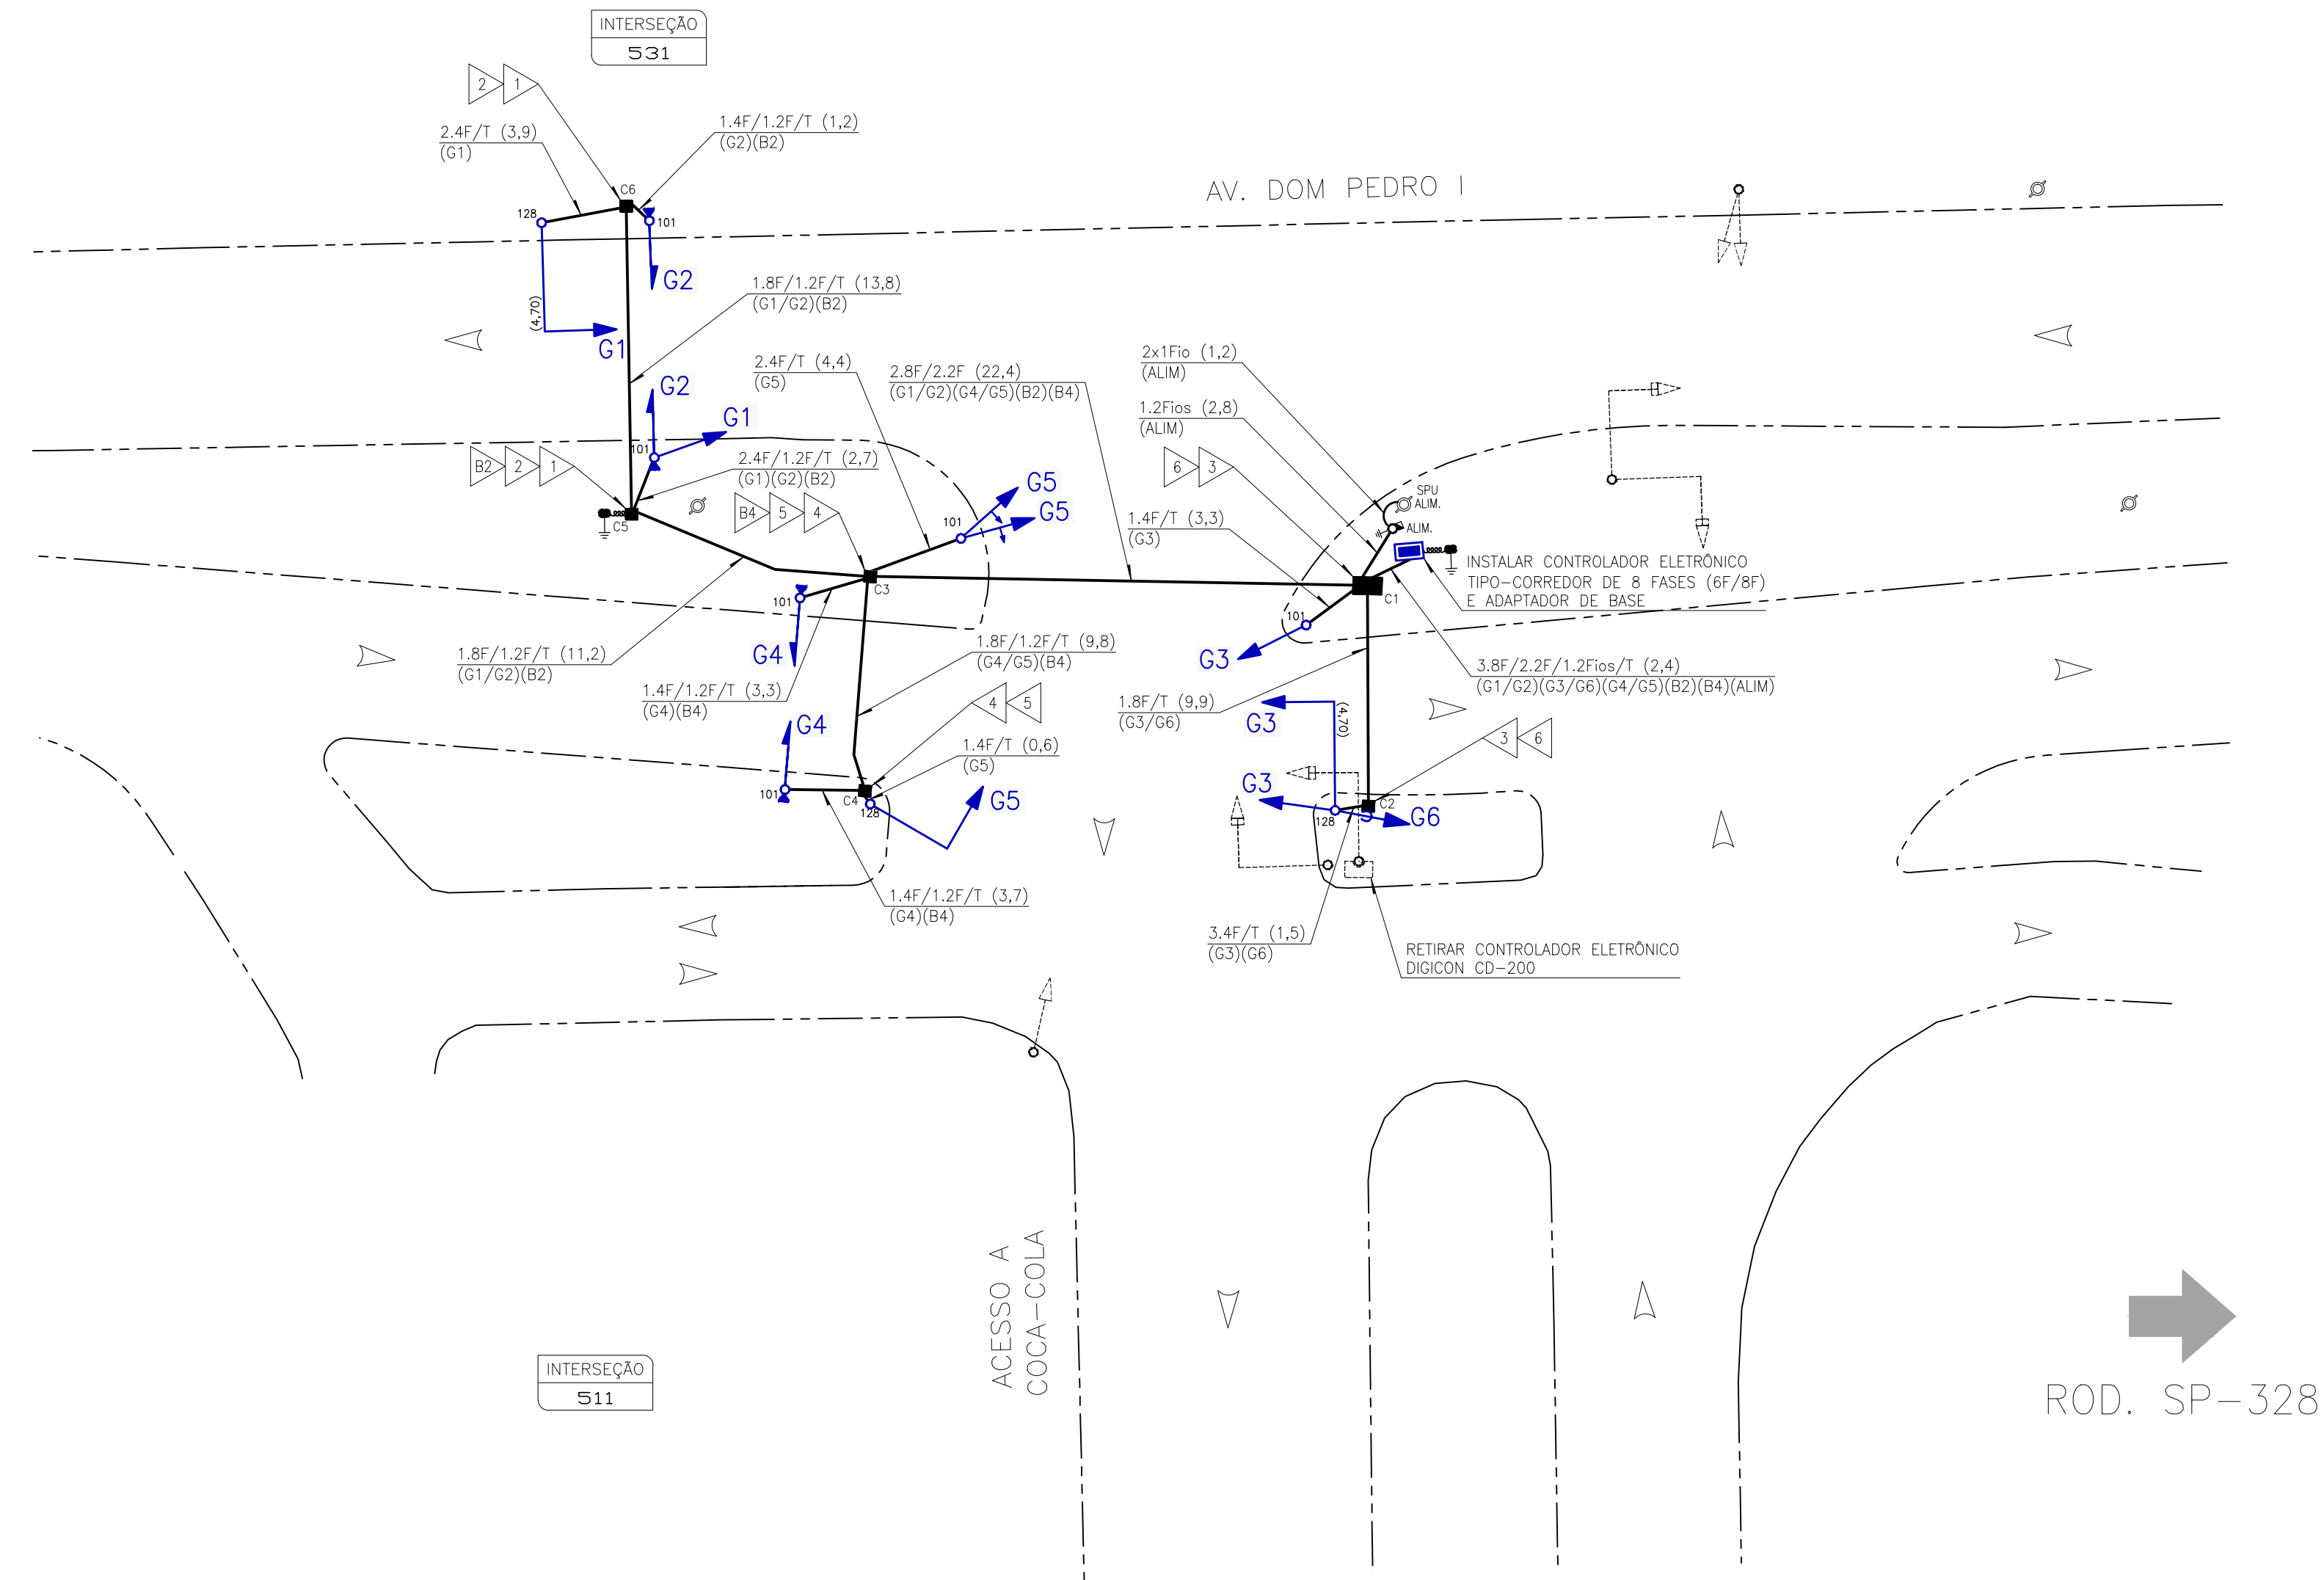 INTERSEÇÃO
531
2 1
2.4F/T (3,9)
(G1)
1.4F/1.2F/T (1,2)
(G2)(B2)
C6
128
101
AV. DOM PEDRO I
G2
(4,70)
G1
1.8F/1.2F/T (13,8)
(G1/G2)(B2)
2.4F/T (4,4)
(G5)
2.8F/2.2F (22,4)
(G1/G2)(G4/G5)(B2)(B4)
2x1Fio (1,2)
(ALIM)
1.2Fios (2,8)
(ALIM)
G2
G1
101
B2 2 1
2.4F/1.2F/T (2,7)
(G1)(G2)(B2)
B4 5 4
6 3
1.4F/T (3,3)
(G3)
SPU
ALIM.
ALIM.
C5
G5
G5
101
C3
101
G4
C1
101
G3
INSTALAR CONTROLADOR ELETRÔNICO
TIPO-CORREDOR DE 8 FASES (6F/8F)
E ADAPTADOR DE BASE
1.8F/1.2F/T (11,2)
(G1/G2)(B2)
1.4F/1.2F/T (3,3)
(G4)(B4)
1.8F/1.2F/T (9,8)
(G4/G5)(B4)
3.8F/2.2F/1.2Fios/T (2,4)
(G1/G2)(G3/G6)(G4/G5)(B2)(B4)(ALIM)
4 5
1.8F/T (9,9)
(G3/G6)
G3
(4,70)
3 6
G4
1.4F/T (0,6)
(G5)
101
C4
128
G5
G3
C2
128
G6
1.4F/1.2F/T (3,7)
(G4)(B4)
3.4F/T (1,5)
(G3)(G6)
RETIRAR CONTROLADOR ELETRÔNICO
DIGICON CD-200
ACESSO A
COCA-COLA
INTERSEÇÃO
511
ROD. SP-328